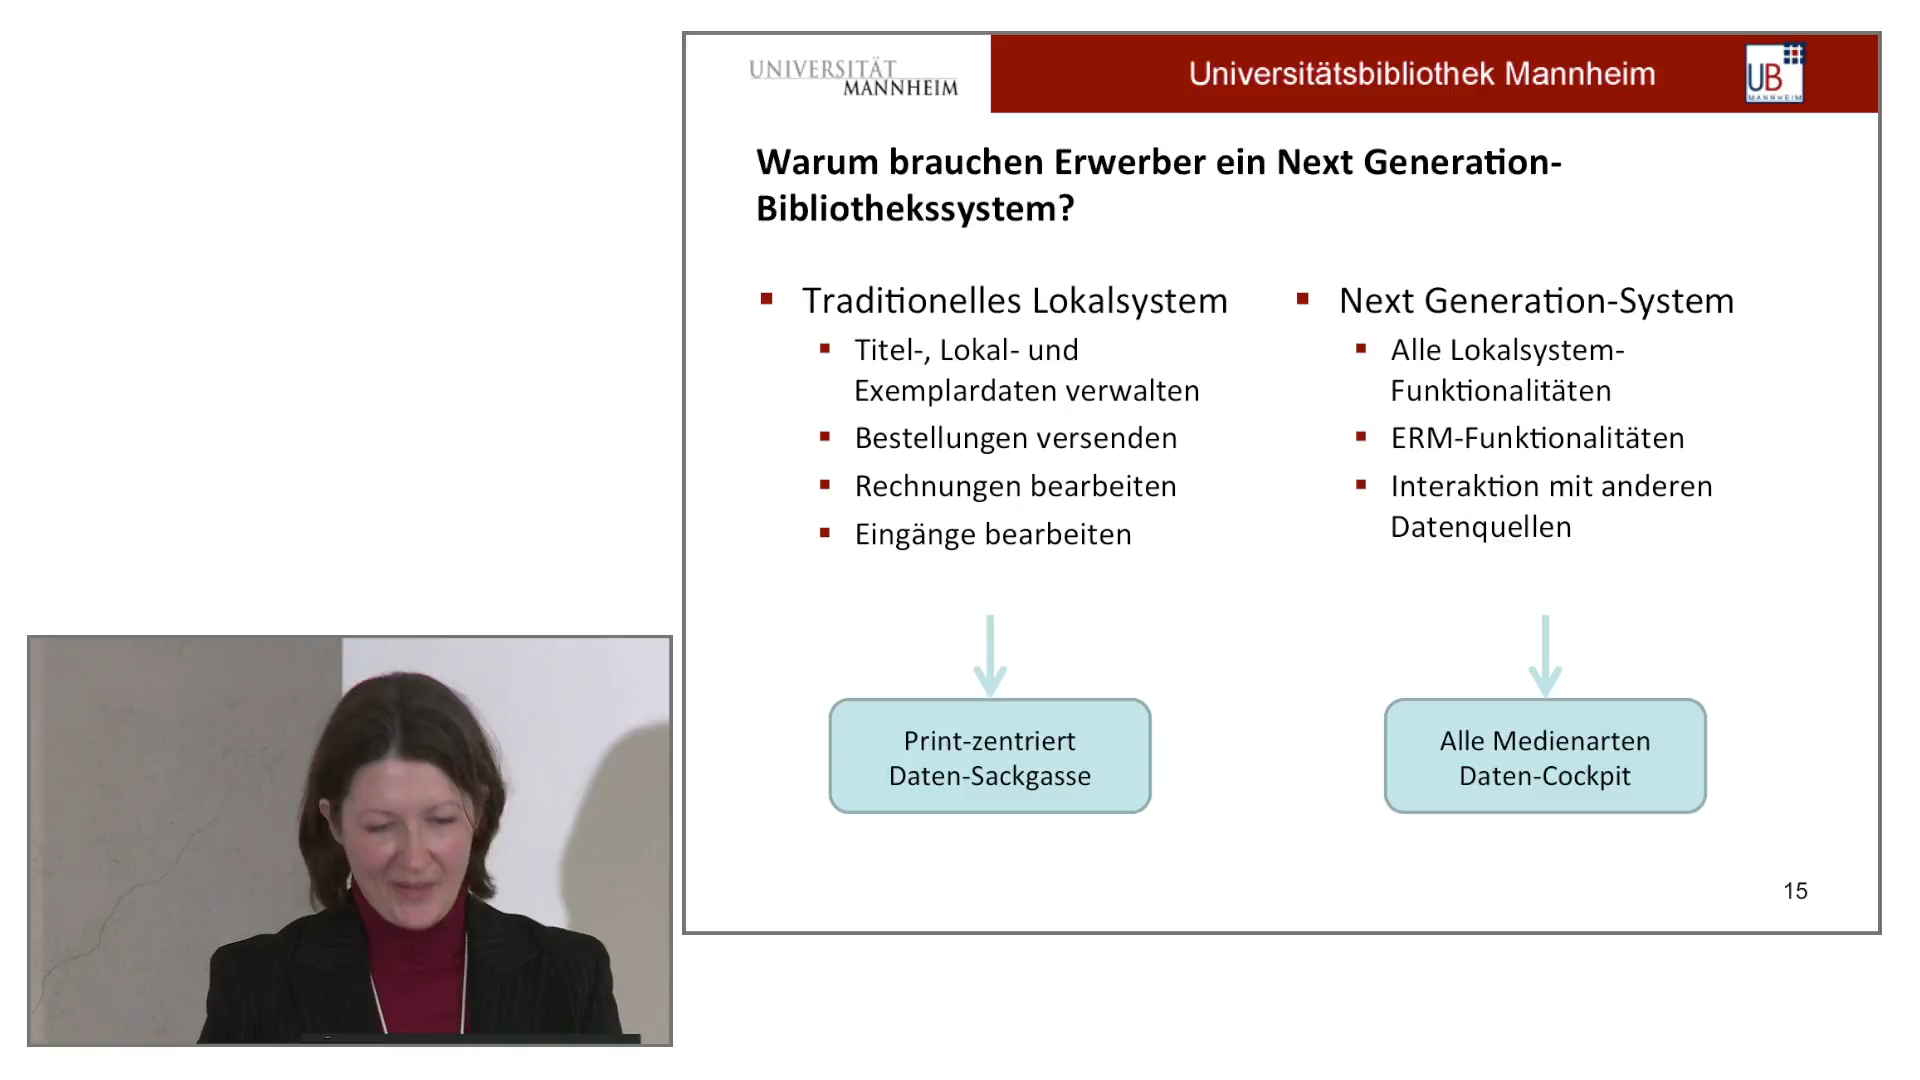 UNIVERSITÄT
MANNHEIM
Universitätsbibliothek Mannheim
UB
MANNHEIM
Warum brauchen Erwerber ein Next Generation-
Bibliothekssystem?
Traditionelles Lokalsystem
Titel-, Lokal- und
Exemplardaten verwalten
Bestellungen versenden
Rechnungen bearbeiten
Eingänge bearbeiten
Print-zentriert
Daten-Sackgasse
Next Generation-System
Alle Lokalsystem-
Funktionalitäten
ERM-Funktionalitäten
Interaktion mit anderen
Datenquellen
Alle Medienarten
Daten-Cockpit
15